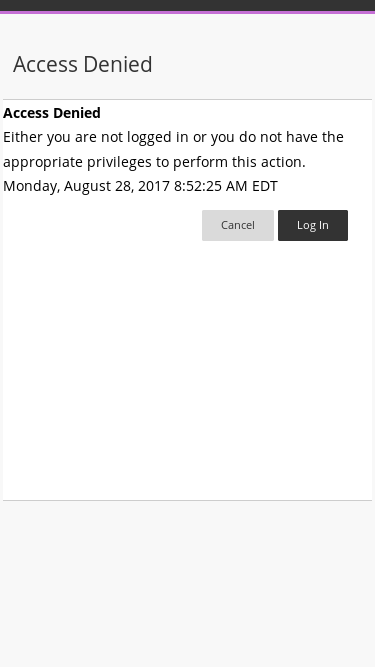 Access Denied
Access Denied
Either you are not logged in or you do not have the
appropriate privileges to perform this action.
Monday, August 28, 2017 8:52:25 AM EDT
Cancel
Log In